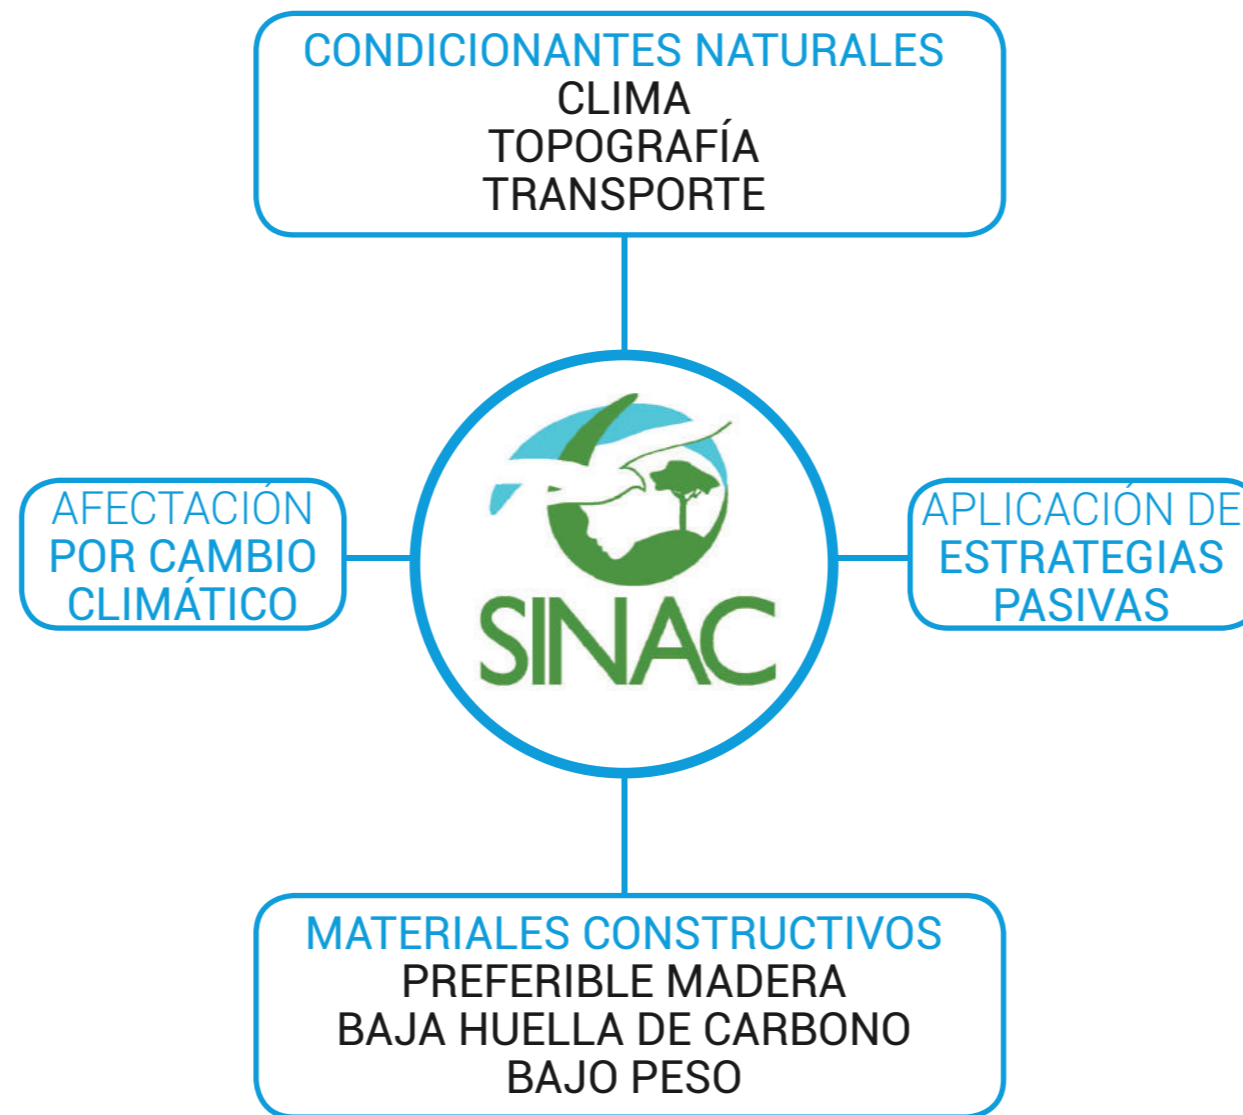 CONDICIONANTES NATURALES
CLIMA
TOPOGRAFÍA
TRANSPORTE
AFECTACIÓN
POR CAMBIO
CLIMÁTICO
SINAC
APLICACIÓN DE
ESTRATEGIAS
PASIVAS
MATERIALES CONSTRUCTIVOS
PREFERIBLE MADERA
BAJA HUELLA DE CARBONO
BAJO PESO